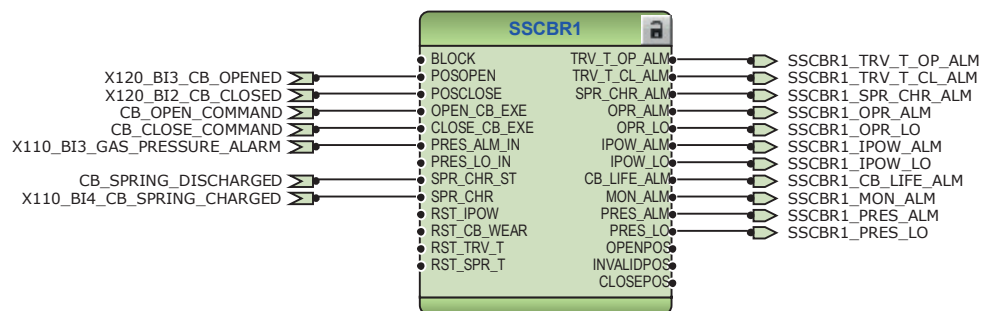 SSCBR1
BLOCK TRV_T_OP_ALM SSCBR1_TRV_T_OP_ALM
X120_BI3_CB_OPENED POSOPEN TRV_T_CL_ALM SSCBR1_TRV_T_CL_ALM
X120_BI2_CB_CLOSED POSCLOSE SPR_CHR_ALM SSCBR1_SPR_CHR_ALM
CB_OPEN_COMMAND OPEN_CB_EXE OPR_ALM SSCBR1_OPR_ALM
CB_CLOSE_COMMAND CLOSE_CB_EXE OPR_LO SSCBR1_OPR_LO
X110_BI3_GAS_PRESSURE_ALARM PRES_ALM_IN IPOW_ALM SSCBR1_IPOW_ALM
PRES_LO_IN IPOW_LO SSCBR1_IPOW_LO
CB_SPRING_DISCHARGED SPR_CHR_ST CB_LIFE_ALM SSCBR1_CB_LIFE_ALM
X110_BI4_CB_SPRING_CHARGED SPR_CHR MON_ALM SSCBR1_MON_ALM
RST_IPOW PRES_ALM SSCBR1_PRES_ALM
RST_CB_WEAR PRES_LO SSCBR1_PRES_LO
RST_TRV_T OPENPOS
RST_SPR_T INVALIDPOS
CLOSEPOS